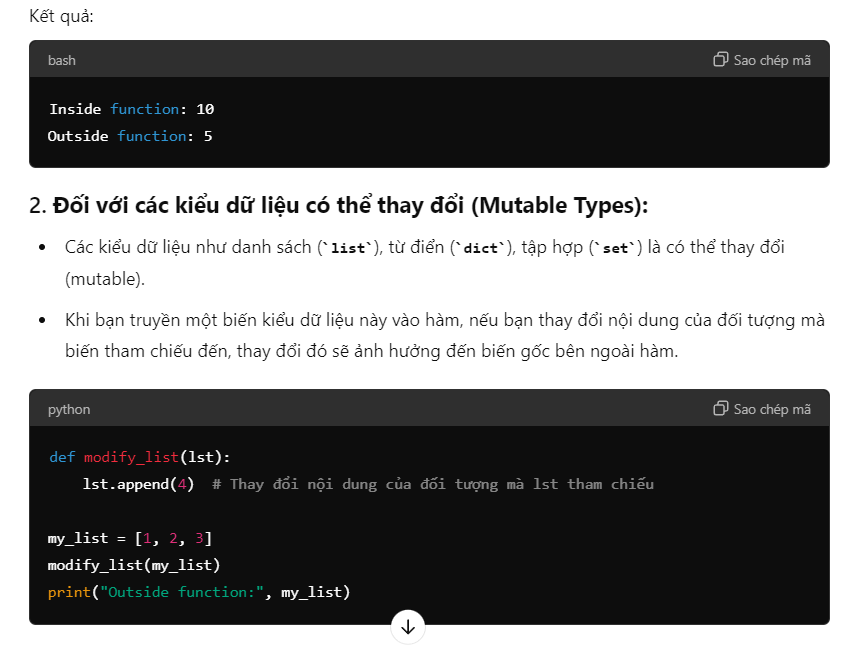 Kết quả:
bash
Sao chép mã
Inside function: 10
Outside function: 5
2. Đối với các kiểu dữ liệu có thể thay đổi (Mutable Types):
• Các kiểu dữ liệu như danh sách (`list`), từ điển (`dict`), tập hợp (`set`) là có thể thay đổi
(mutable).
• Khi bạn truyền một biến kiểu dữ liệu này vào hàm, nếu bạn thay đổi nội dung của đối tượng mà
biến tham chiếu đến, thay đổi đó sẽ ảnh hưởng đến biến gốc bên ngoài hàm.
python
Sao chép mã
def modify_list(lst):
    lst.append(4)  # Thay đổi nội dung của đối tượng mà lst tham chiếu
my_list = [1, 2, 3]
modify_list(my_list)
print("Outside function:", my_list)